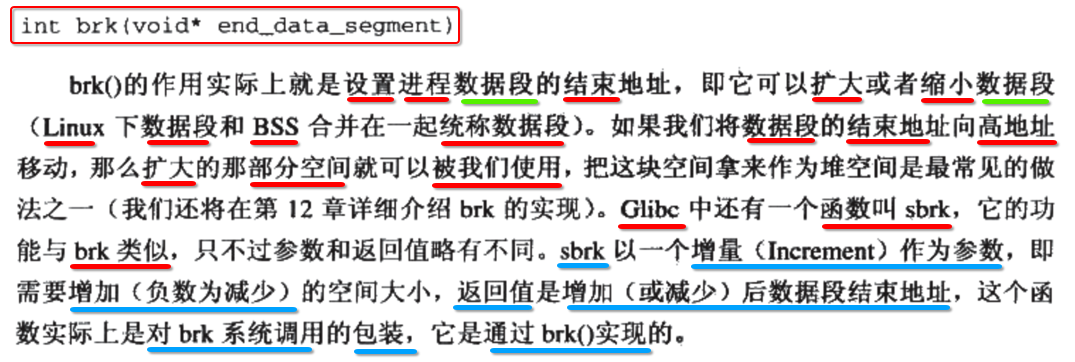 int brk(void* end_data_segment)
brk()的作用实际上就是设置进程数据段的结束地址，即它可以扩大或者缩小数据段
（Linux 下数据段和 BSS 合并在一起统称数据段）。如果我们将数据段的结束地址向高地址
移动，那么扩大的那部分空间就可以被我们使用，把这块空间拿来作为堆空间是最常见的做
法之一（我们还将在第 12 章详细介绍 brk 的实现）。Glibc 中还有一个函数叫 sbrk，它的功
能与 brk 类似，只不过参数和返回值略有不同。sbrk 以一个增量（Increment）作为参数，即
需要增加（负数为减少）的空间大小，返回值是增加（或减少）后数据段结束地址，这个函
数实际上是对 brk 系统调用的包装，它是通过 brk()实现的。